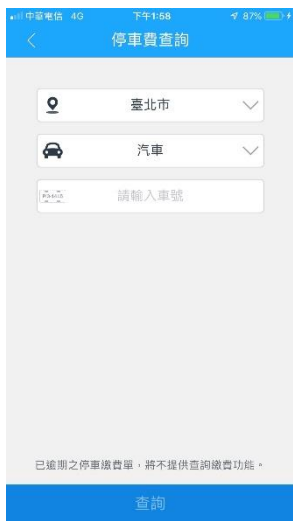 中華電信 4G 下午1:58 87%
停車費查詢
臺北市
汽車
請輸入車號
已逾期之停車繳費單，將不提供查詢繳費功能。
查詢